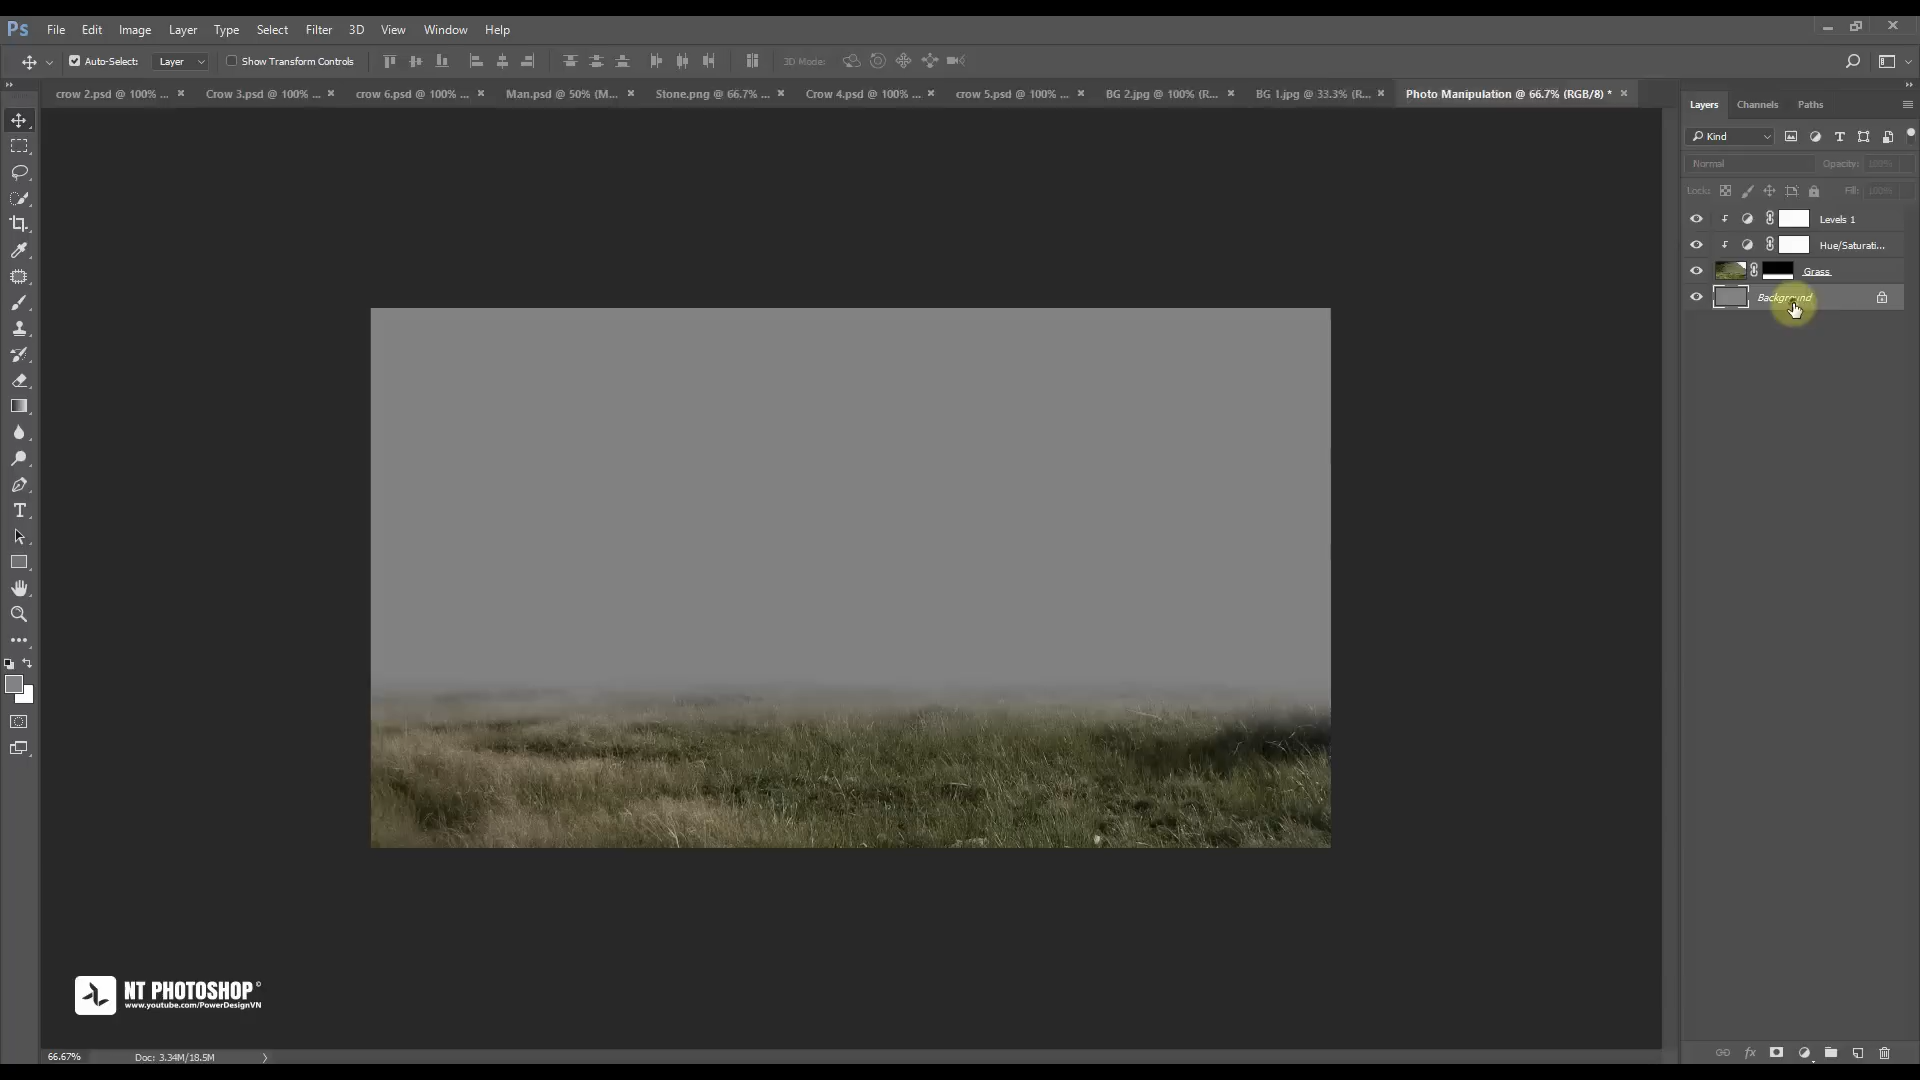 Ps File Edit Image Layer Type Select Filter 3D View Window Help
Auto-Select: Layer Show Transform Controls 3D Mode:
crow 2.psd @ 100% ... × Crow 3.psd @ 100% ... × crow 6.psd @ 100% ... × Man.psd @ 50% (M... × Stone.png @ 66.7% ... × Crow 4.psd @ 100% ... × crow 5.psd @ 100% ... × BG 2.jpg @ 100% (R... × BG 1.jpg @ 33.3% (R... × Photo Manipulation @ 66.7% (RGB/8) * ×
Layers Channels Paths
Kind
Normal Opacity: 100%
Lock: Fill: 100%
Levels 1
Hue/Saturati...
Grass
Background
NT PHOTOSHOP ©
www.youtube.com/PowerDesignVN
66.67% Doc: 3.34M/18.5M
fx